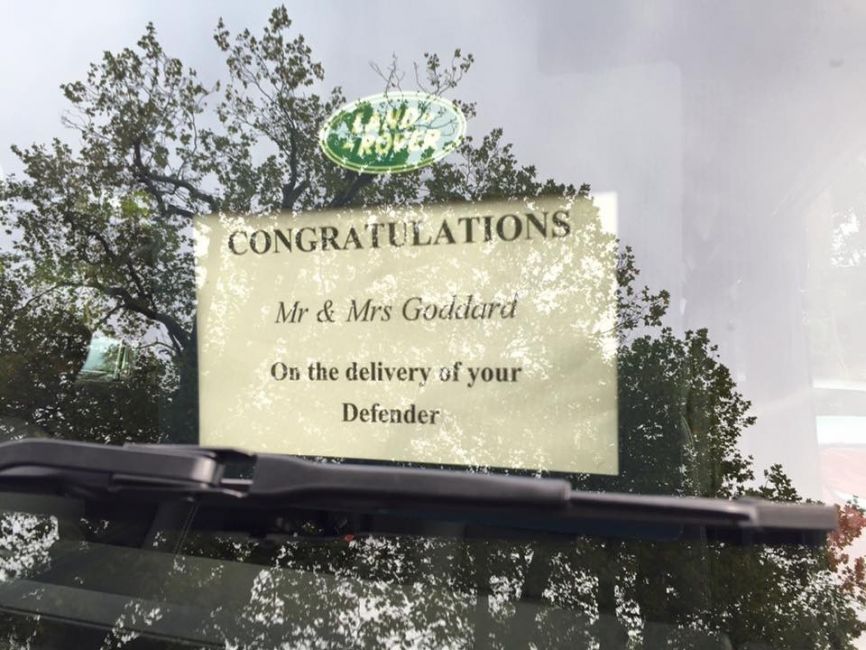 LAND-
ROVER
CONGRATULATIONS
Mr & Mrs Goddard
On the delivery of your
Defender